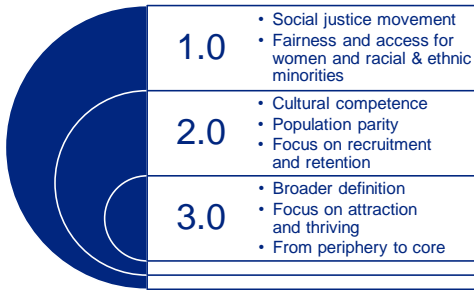 1.0
• Social justice movement
• Fairness and access for
women and racial & ethnic
minorities
2.0
• Cultural competence
• Population parity
• Focus on recruitment
and retention
3.0
• Broader definition
• Focus on attraction
and thriving
• From periphery to core